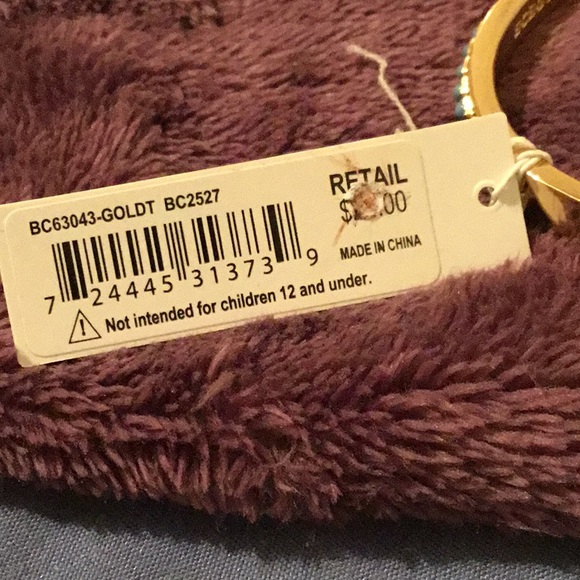 BC63043-GOLDT BC2527
RETAIL
MADE IN CHINA
7 24445 31373 9
Not intended for children 12 and under.